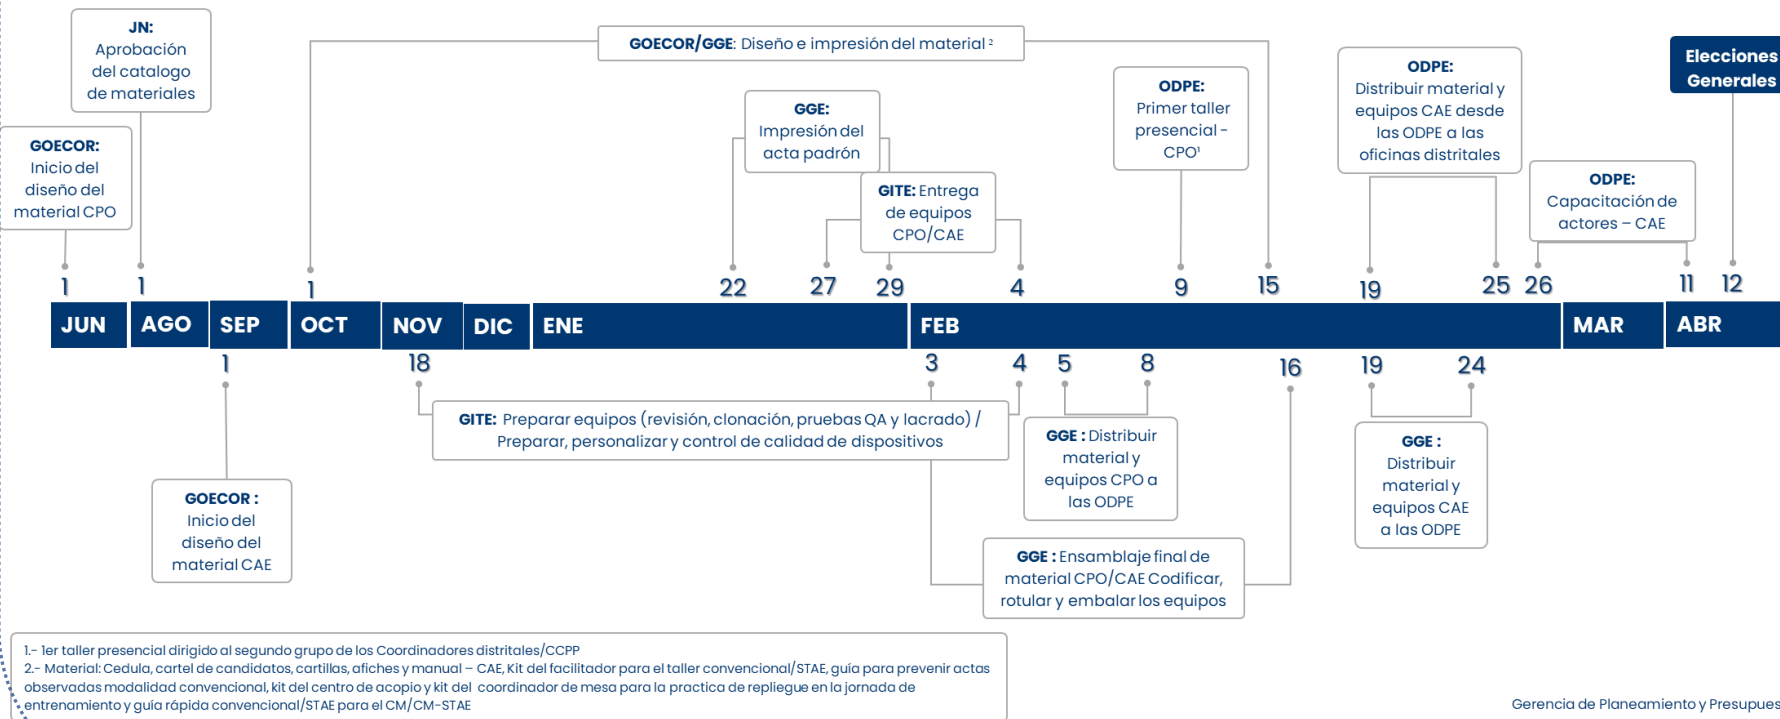 JN:
Aprobación
del catalogo
de materiales
GOECOR:
Inicio del
diseño del
material CPO
GOECOR/GGE: Diseño e impresión del material ²
GGE:
Impresión del
acta padrón
GITE: Entrega
de equipos
CPO/CAE
ODPE:
Primer taller
presencial -
CPO¹
ODPE:
Distribuir material y
equipos CAE desde
las ODPE a las
oficinas distritales
ODPE:
Capacitación de
actores – CAE
Elecciones
Generales
1 1 1 22 27 29 4 9 15 19 25 26 11 12
JUN AGO SEP OCT NOV DIC ENE FEB MAR ABR
1 18 3 4 5 8 16 19 24
GITE: Preparar equipos (revisión, clonación, pruebas QA y lacrado) /
Preparar, personalizar y control de calidad de dispositivos
GGE : Distribuir
material y
equipos CPO a
las ODPE
GGE :
Distribuir
material y
equipos CAE
a las ODPE
GOECOR :
Inicio del
diseño del
material CAE
GGE : Ensamblaje final de
material CPO/CAE Codificar,
rotular y embalar los equipos
1.- 1er taller presencial dirigido al segundo grupo de los Coordinadores distritales/CCPP
2.- Material: Cedula, cartel de candidatos, cartillas, afiches y manual – CAE, Kit del facilitador para el taller convencional/STAE, guía para prevenir actas
observadas modalidad convencional, kit del centro de acopio y kit del coordinador de mesa para la practica de repliegue en la jornada de
entrenamiento y guía rápida convencional/STAE para el CM/CM-STAE
Gerencia de Planeamiento y Presupues